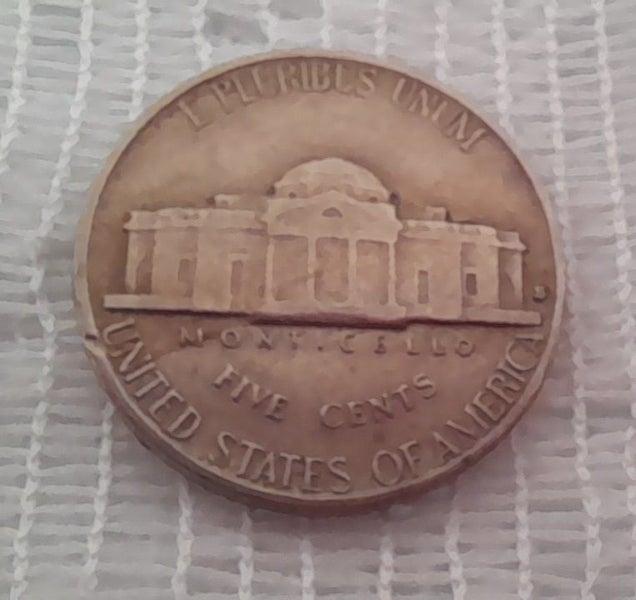 E PLURIBUS UNUM
MONTICELLO
FIVE CENTS
UNITED STATES OF AMERICA